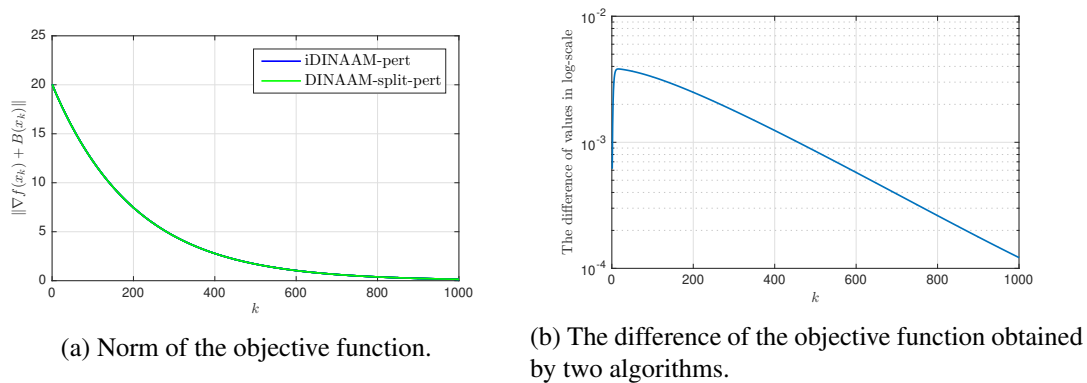 25
20
15
10
5
0
‖∇f(x_k) + B(x_k)‖
iDINAAM-pert
DINAAM-split-pert
0 200 400 600 800 1000
k
(a) Norm of the objective function.
10^-2
10^-3
10^-4
The difference of values in log-scale
0 200 400 600 800 1000
k
(b) The difference of the objective function obtained
by two algorithms.